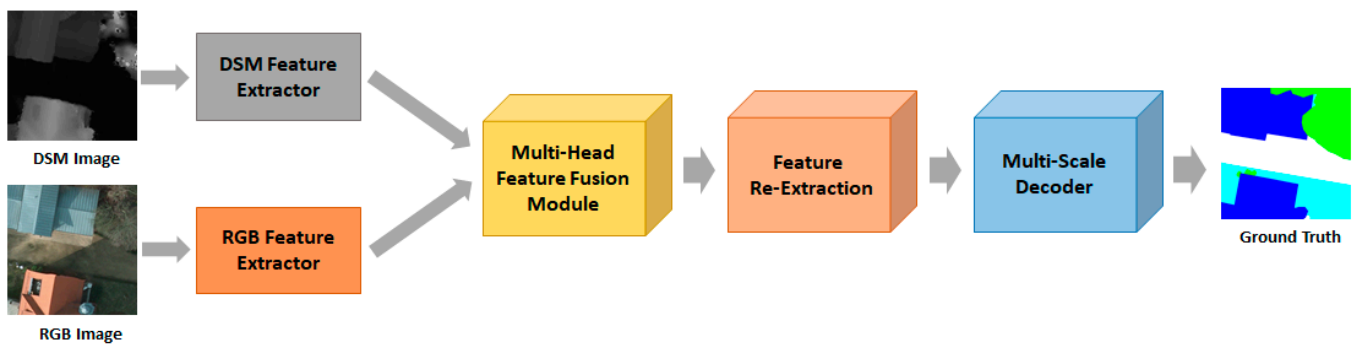 DSM Image
DSM Feature
Extractor
RGB Image
RGB Feature
Extractor
Multi-Head
Feature Fusion
Module
Feature
Re-Extraction
Multi-Scale
Decoder
Ground Truth